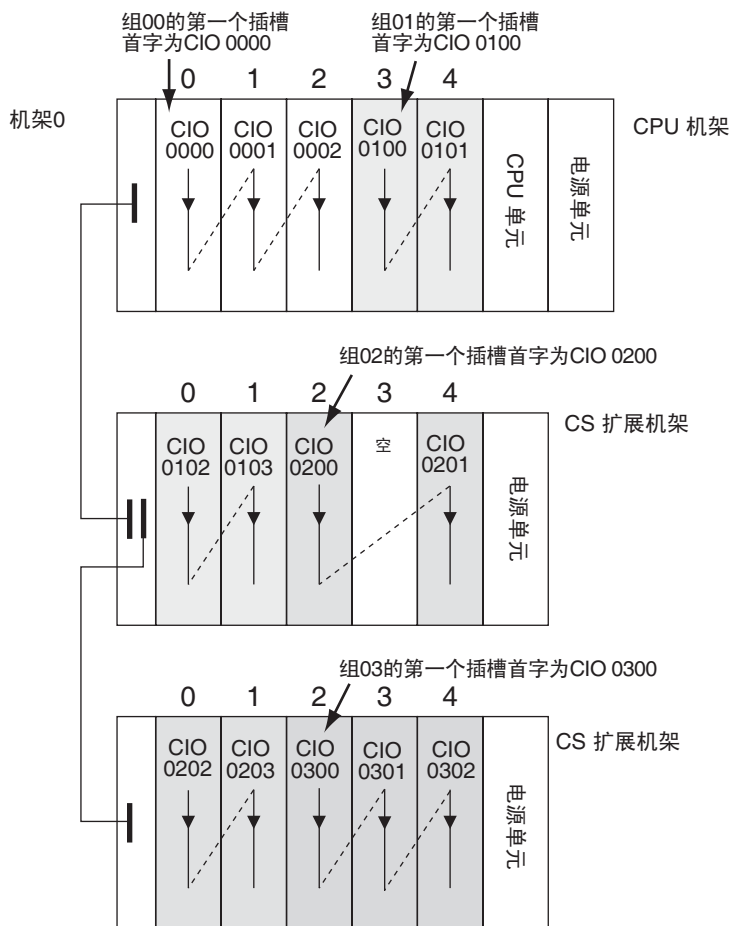 组00的第一个插槽
首字为CIO 0000
组01的第一个插槽
首字为CIO 0100
0 1 2 3 4
机架0
CIO 0000
CIO 0001
CIO 0002
CIO 0100
CIO 0101
CPU 单元
电源单元
CPU 机架
组02的第一个插槽首字为CIO 0200
0 1 2 3 4
CIO 0102
CIO 0103
CIO 0200
空
CIO 0201
电源单元
CS 扩展机架
组03的第一个插槽首字为CIO 0300
0 1 2 3 4
CIO 0202
CIO 0203
CIO 0300
CIO 0301
CIO 0302
电源单元
CS 扩展机架